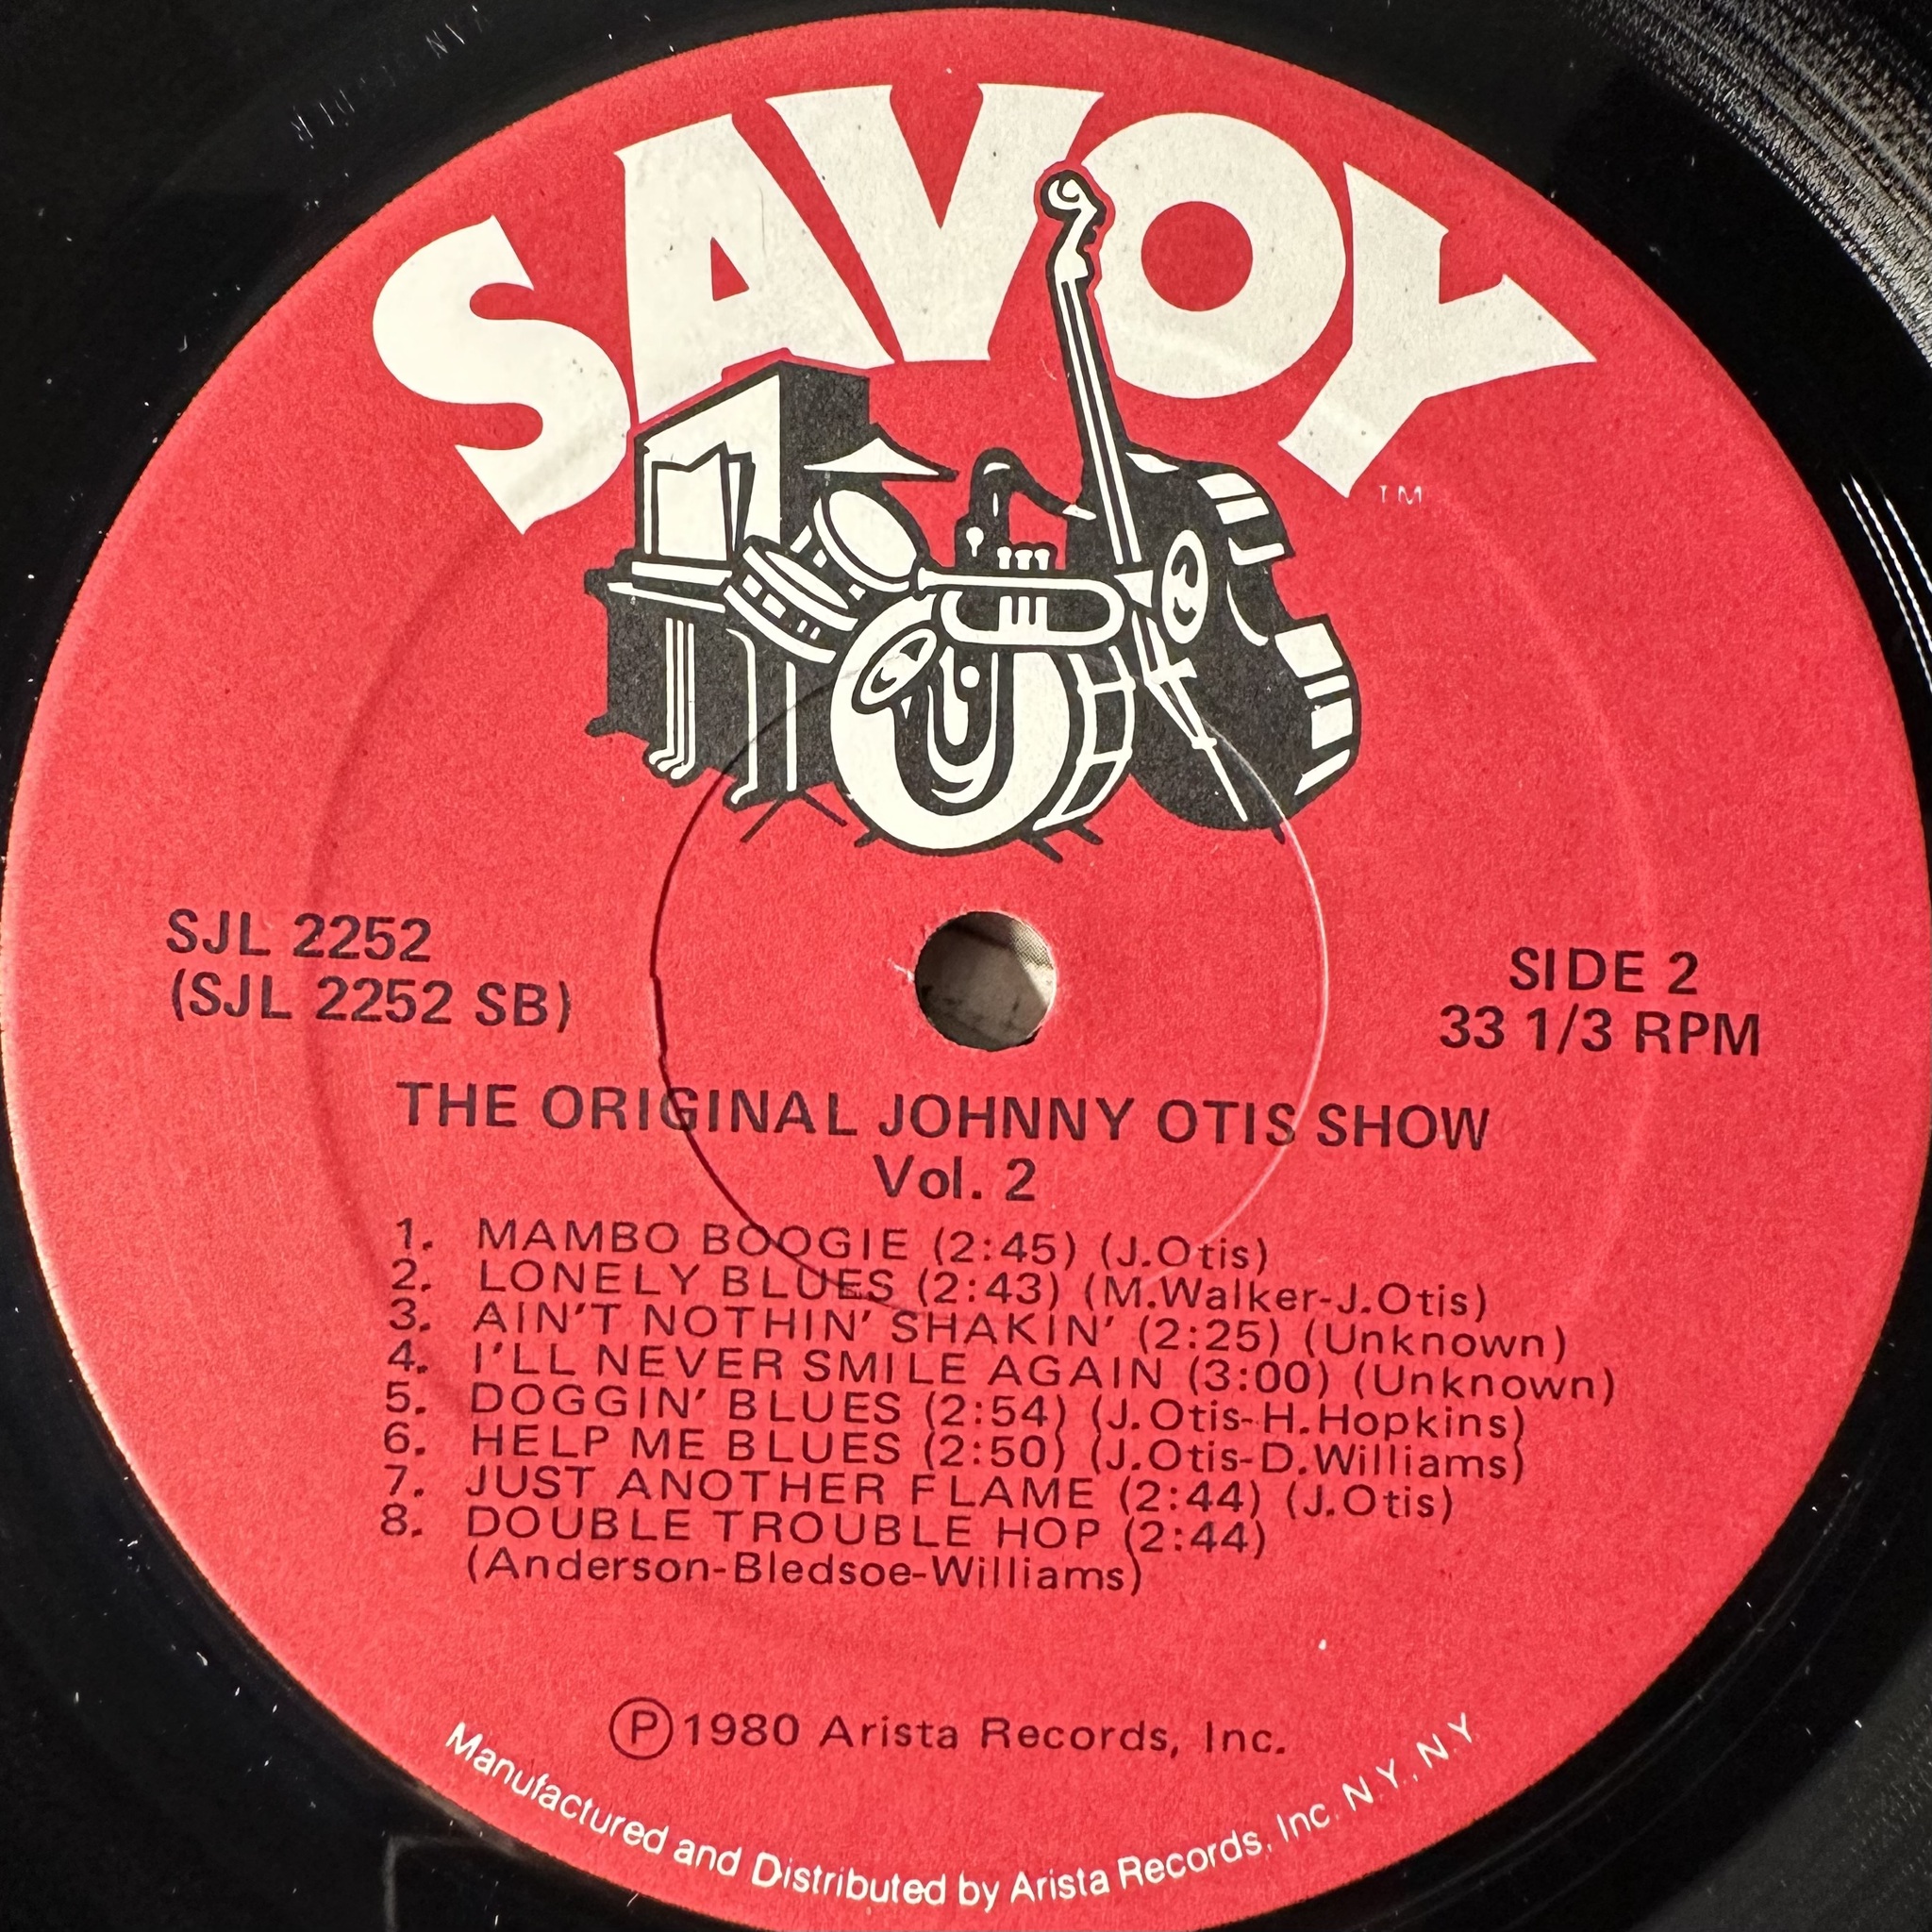 SAVOY
TM
SJL 2252
(SJL 2252 SB)
SIDE 2
33 1/3 RPM
THE ORIGINAL JOHNNY OTIS SHOW
Vol. 2
1. MAMBO BOOGIE (2:45) (J.Otis)
2. LONELY BLUES (2:43) (M.Walker-J.Otis)
3. AIN'T NOTHIN' SHAKIN' (2:25) (Unknown)
4. I'LL NEVER SMILE AGAIN (3:00) (Unknown)
5. DOGGIN' BLUES (2:54) (J.Otis-H.Hopkins)
6. HELP ME BLUES (2:50) (J.Otis-D.Williams)
7. JUST ANOTHER FLAME (2:44) (J.Otis)
8. DOUBLE TROUBLE HOP (2:44)
(Anderson-Bledsoe-Williams)
Ⓟ1980 Arista Records, Inc.
Manufactured and Distributed by Arista Records, Inc. N.Y., N.Y